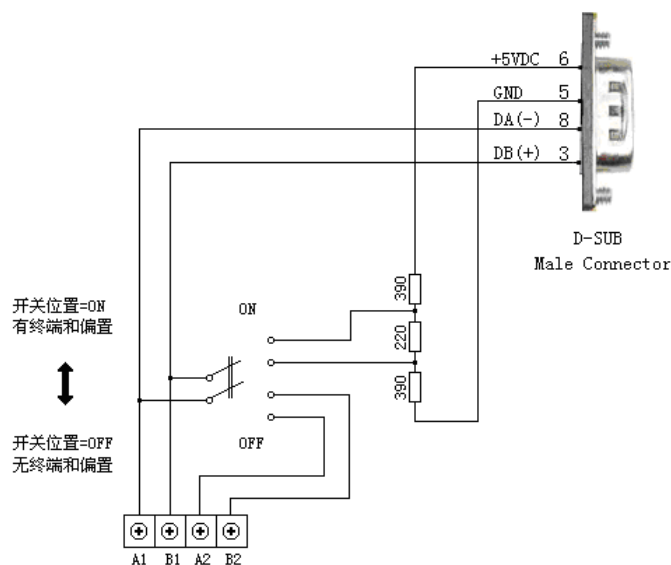 +5VDC 6
GND 5
DA(-) 8
DB(+) 3
D-SUB
Male Connector
390
220
390
ON
开关位置=ON
有终端和偏置
开关位置=OFF
无终端和偏置
OFF
A1 B1 A2 B2